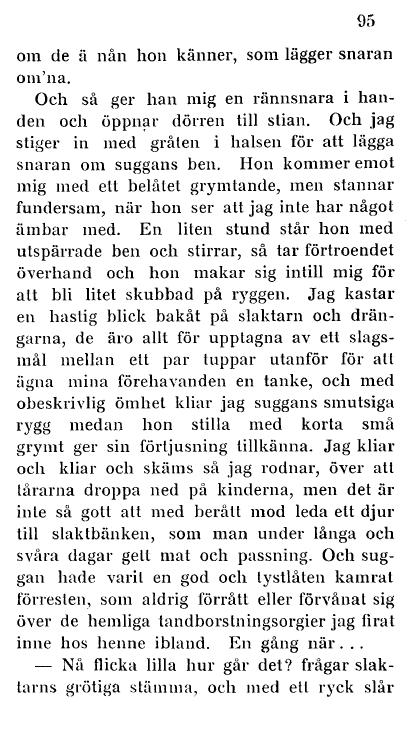 95
om de ä nån hon känner, som lägger snaran
om'na.
Och så ger han mig en rännsnara i han-
den och öppnar dörren till stian. Och jag
stiger in med gråten i halsen för att lägga
snaran om suggans ben. Hon kommer emot
mig med ett belåtet grymtande, men stannar
fundersam, när hon ser att jag inte har något
ämbar med. En liten stund står hon med
utspärrade ben och stirrar, så tar förtroendet
överhand och hon makar sig intill mig för
att bli litet skubbad på ryggen. Jag kastar
en hastig blick bakåt på slaktarn och drän-
garna, de äro allt för upptagna av ett slags-
mål mellan ett par tuppar utanför för att
ägna mina förehavanden en tanke, och med
obeskrivlig ömhet kliar jag suggans smutsiga
rygg medan hon stilla med korta små
grymt ger sin förtjusning tillkänna. Jag kliar
och kliar och skäms så jag rodnar, över att
tårarna droppa ned på kinderna, men det är
inte så gott att med berått mod leda ett djur
till slaktbänken, som man under långa och
svåra dagar gett mat och passning. Och sug-
gan hade varit en god och tystlåten kamrat
förresten, som aldrig förrått eller förvånat sig
över de hemliga tandborstningsorgier jag firat
inne hos henne ibland. En gång när . . .
— Nå flicka lilla hur går det? frågar slak-
tarns grötiga stämma, och med ett ryck slår